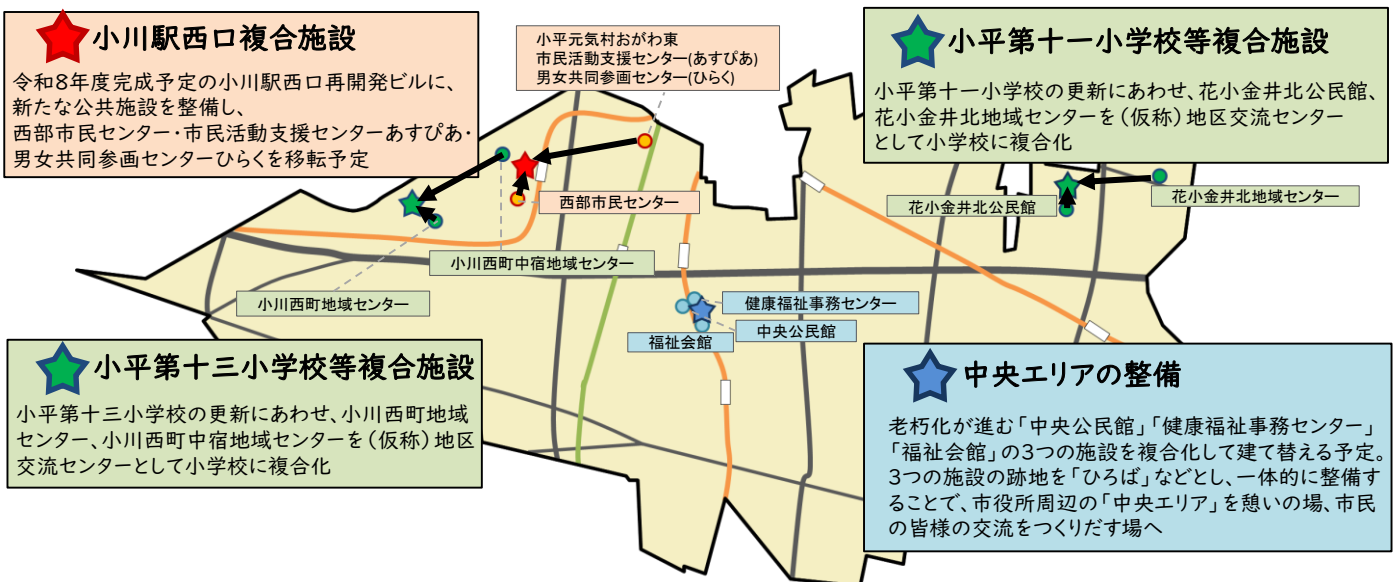 小川駅西口複合施設
令和8年度完成予定の小川駅西口再開発ビルに、
新たな公共施設を整備し、
西部市民センター・市民活動支援センターあすぴあ・
男女共同参画センターひらくを移転予定
小平元気村おがわ東
市民活動支援センター(あすぴあ)
男女共同参画センター(ひらく)
小平第十一小学校等複合施設
小平第十一小学校の更新にあわせ、花小金井北公民館、
花小金井北地域センターを(仮称)地区交流センター
として小学校に複合化
西部市民センター
花小金井北公民館
花小金井北地域センター
小川西町中宿地域センター
小川西町地域センター
健康福祉事務センター
中央公民館
福祉会館
小平第十三小学校等複合施設
小平第十三小学校の更新にあわせ、小川西町地域
センター、小川西町中宿地域センターを(仮称)地区
交流センターとして小学校に複合化
中央エリアの整備
老朽化が進む「中央公民館」「健康福祉事務センター」
「福祉会館」の3つの施設を複合化して建て替える予定。
3つの施設の跡地を「ひろば」などとし、一体的に整備す
ることで、市役所周辺の「中央エリア」を憩いの場、市民
の皆様の交流をつくりだす場へ